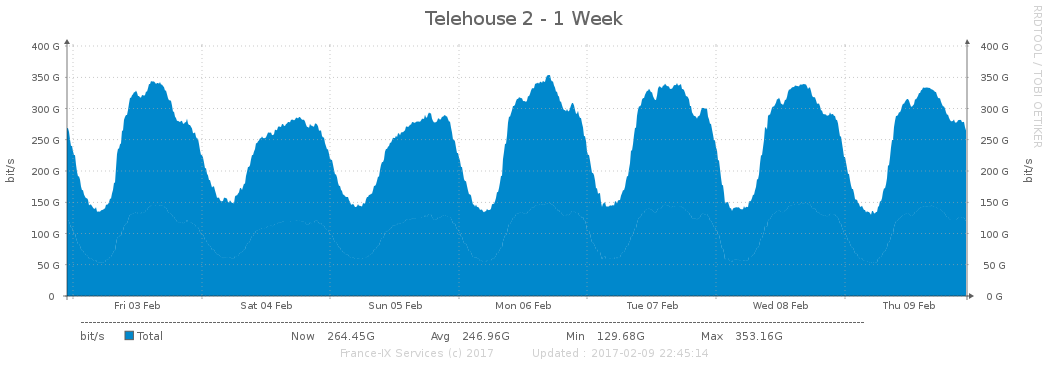 Telehouse 2 - 1 Week
RRDTOOL / TOBI OETIKER
400 G 400 G
350 G 350 G
300 G 300 G
250 G 250 G
200 G 200 G
150 G 150 G
100 G 100 G
50 G 50 G
0 0 G
bit/s bit/s
Fri 03 Feb Sat 04 Feb Sun 05 Feb Mon 06 Feb Tue 07 Feb Wed 08 Feb Thu 09 Feb
bit/s Total Now 264.45G Avg 246.96G Min 129.68G Max 353.16G
France-IX Services (c) 2017 Updated : 2017-02-09 22:45:14